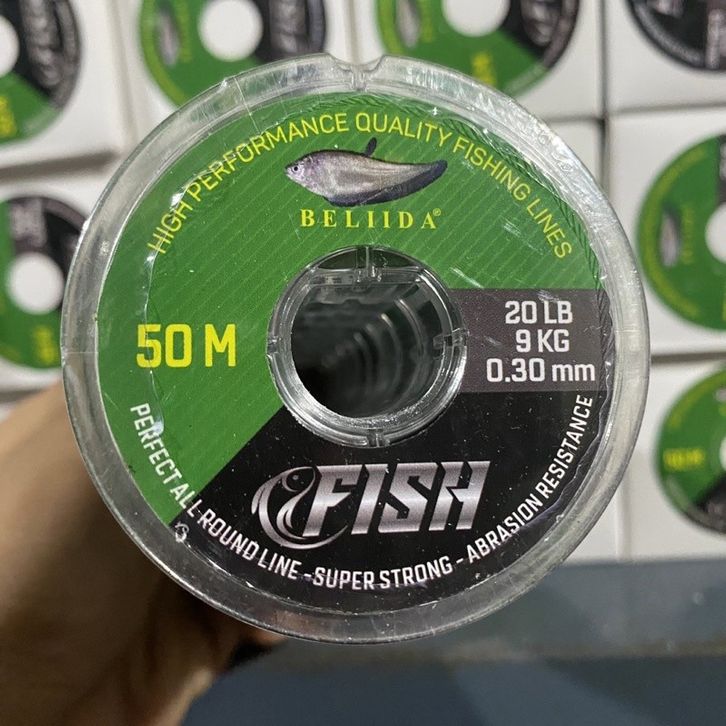 HIGH PERFORMANCE QUALITY FISHING LINES
BELIIDA®
50 M
20 LB
9 KG
0.30 mm
FISH
PERFECT ALL-ROUND LINE - SUPER STRONG - ABRASION RESISTANCE